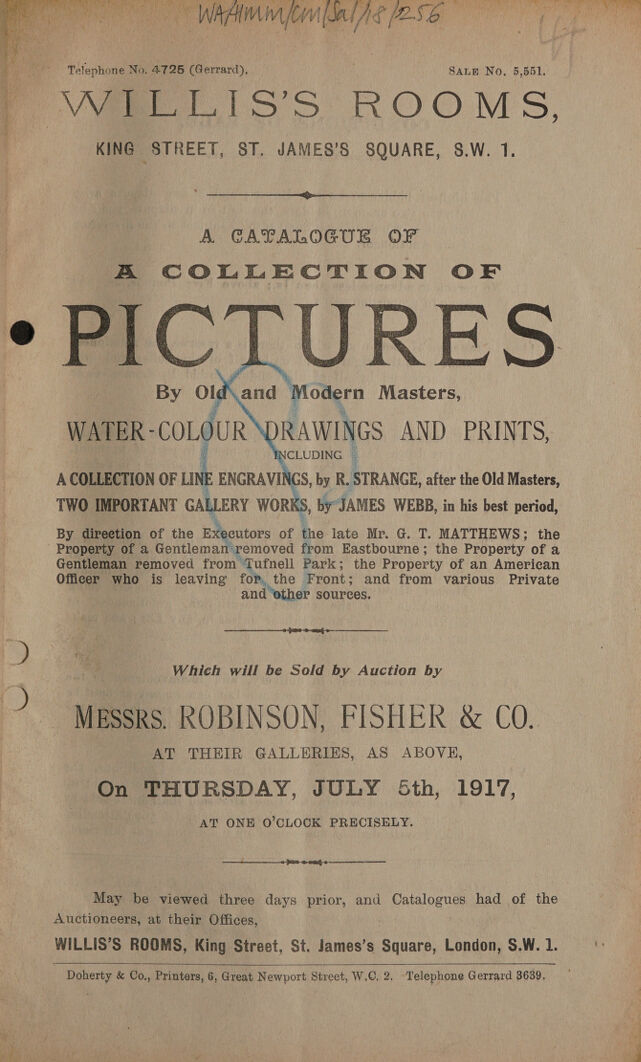 WA/HMM/CM/Sal/18/256
Telephone No. 4725 (Gerrard).
SALE No. 5,551.
WILLIS'S ROOMS,
KING STREET, ST. JAMES'S SQUARE, S.W. 1.
A CATALOGUE OF
A COLLECTION OF
PICTURES
By Old and Modern Masters,
WATER-COLOUR DRAWINGS AND PRINTS,
INCLUDING
A COLLECTION OF LINE ENGRAVINGS, by R. STRANGE, after the Old Masters,
TWO IMPORTANT GALLERY WORKS, by JAMES WEBB, in his best period,
By direction of the Executors of the late Mr. G. T. MATTHEWS; the
Property of a Gentleman removed from Eastbourne; the Property of a
Gentleman removed from Tufnell Park; the Property of an American
Officer who is leaving for the Front; and from various Private
and other sources.
Which will be Sold by Auction by
MESSRS. ROBINSON, FISHER & CO.
AT THEIR GALLERIES, AS ABOVE,
On THURSDAY, JULY 5th, 1917,
AT ONE O'CLOCK PRECISELY.
May be viewed three days prior, and Catalogues had of the
Auctioneers, at their Offices,
WILLIS'S ROOMS, King Street, St. James's Square, London, S.W. 1.
Doherty & Co., Printers, 6, Great Newport Street, W.C. 2. Telephone Gerrard 3639.